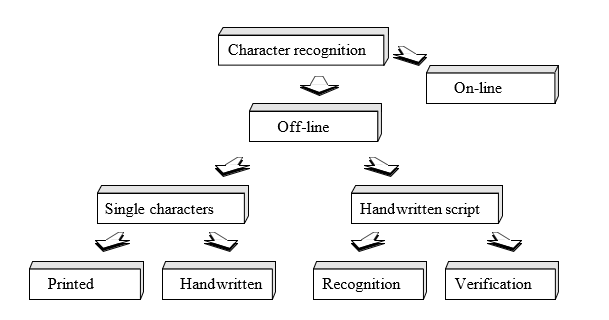 Character recognition
On-line
Off-line
Single characters
Handwritten script
Printed
Handwritten
Recognition
Verification